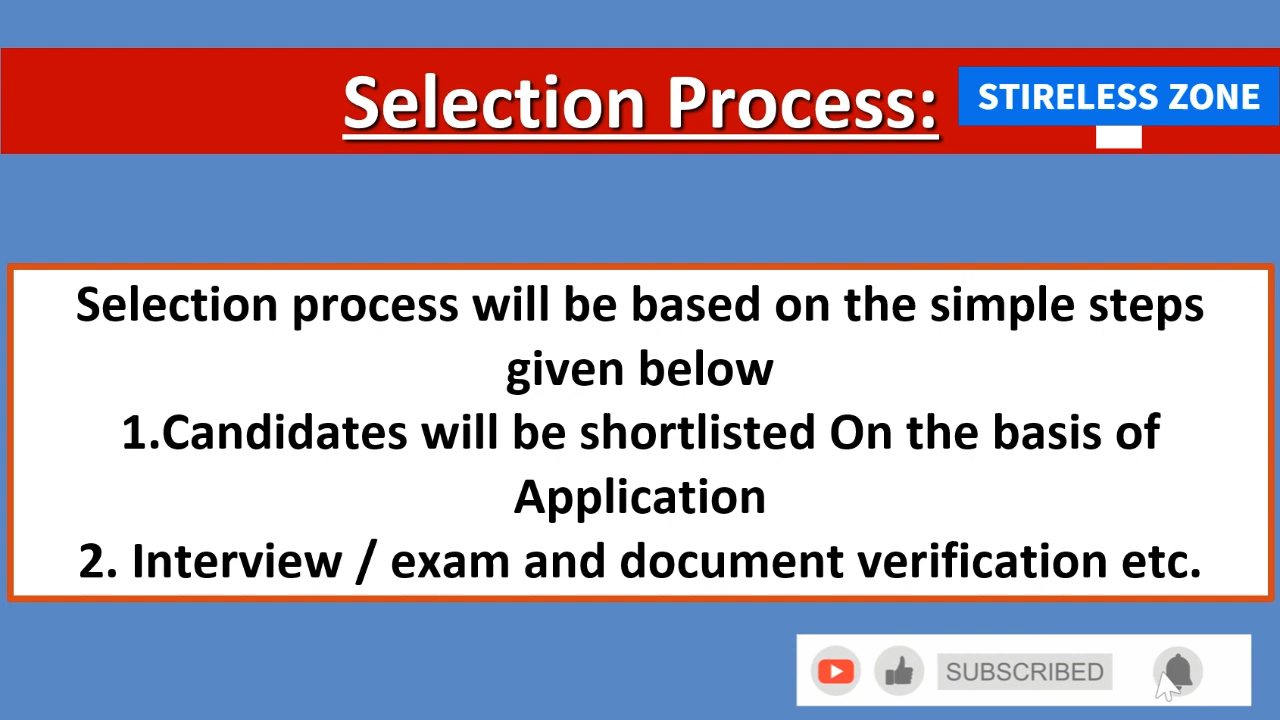 Selection Process:
STIRELESS ZONE
Selection process will be based on the simple steps
given below
1.Candidates will be shortlisted On the basis of
Application
2. Interview / exam and document verification etc.
SUBSCRIBED